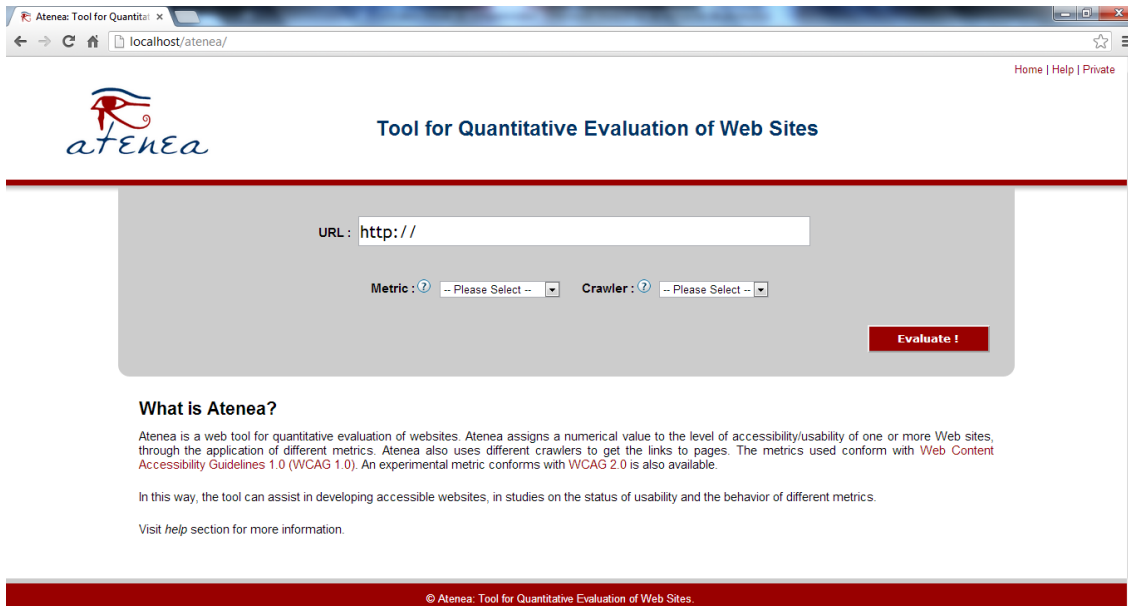 Atenea: Tool for Quantitat
localhost/atenea/
Home | Help | Private
atenea
Tool for Quantitative Evaluation of Web Sites
URL : http://
Metric : ? -- Please Select -- Crawler : ? -- Please Select --
Evaluate !
What is Atenea?
Atenea is a web tool for quantitative evaluation of websites. Atenea assigns a numerical value to the level of accessibility/usability of one or more Web sites,
through the application of different metrics. Atenea also uses different crawlers to get the links to pages. The metrics used conform with Web Content
Accessibility Guidelines 1.0 (WCAG 1.0). An experimental metric conforms with WCAG 2.0 is also available.
In this way, the tool can assist in developing accessible websites, in studies on the status of usability and the behavior of different metrics.
Visit help section for more information.
© Atenea: Tool for Quantitative Evaluation of Web Sites.